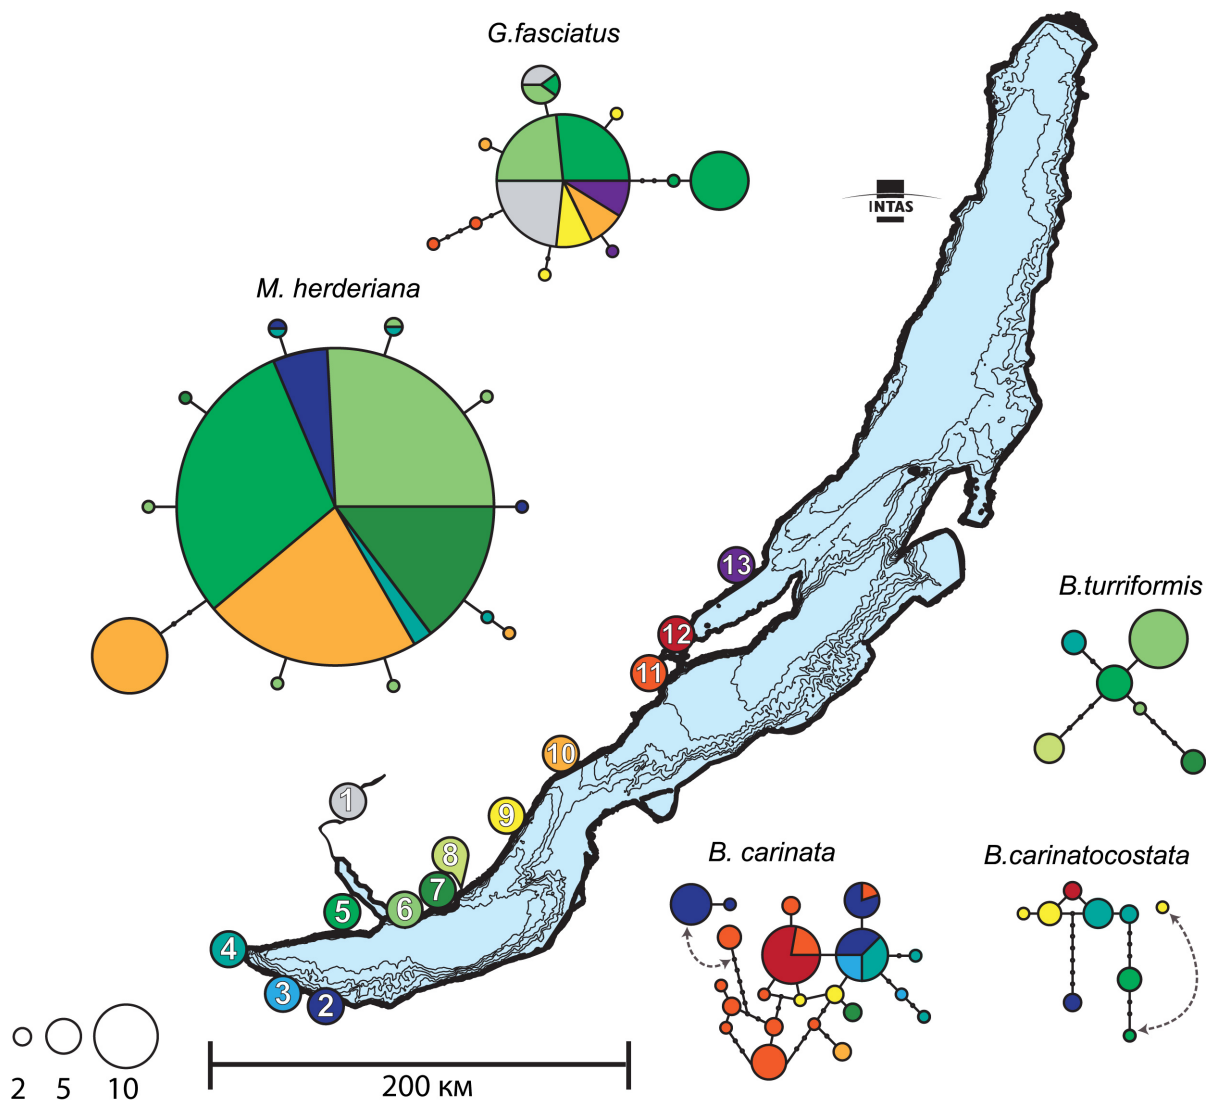 G.fasciatus
INTAS
M. herderiana
13
B.turriformis
12
11
10
1
9
8
7
B. carinata
B.carinatocostata
5
6
4
3
2
2 5 10
200 км